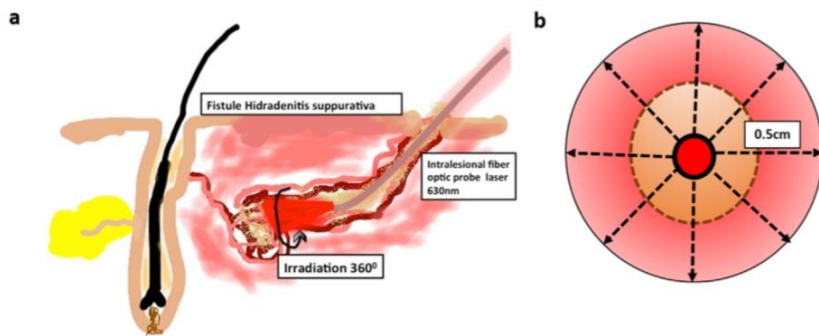 a
b
Fistule Hidradenitis suppurativa
0.5cm
Intralesional fiber
optic probe laser
630nm
Irradiation 360⁰